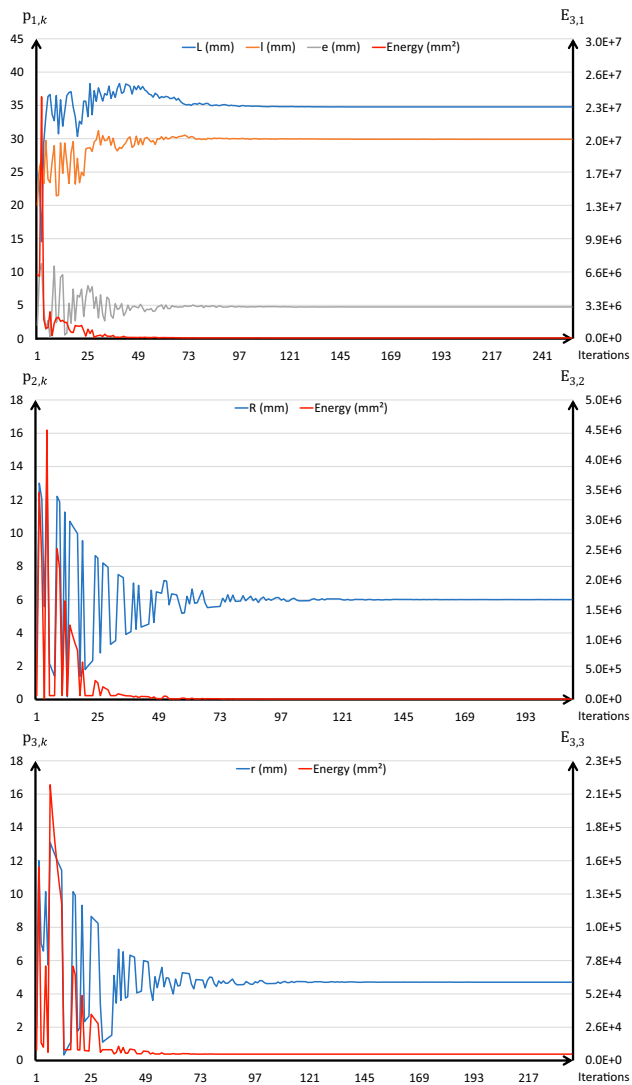 p1,k E3,1
L (mm) l (mm) e (mm) Energy (mm²)
45 3.0E+7
40 2.6E+7
35 2.3E+7
30 2.0E+7
25 1.7E+7
20 1.3E+7
15 9.9E+6
10 6.6E+6
5 3.3E+6
0 0.0E+0
1 25 49 73 97 121 145 169 193 217 241 Iterations
p2,k E3,2
R (mm) Energy (mm²)
18 5.0E+6
16 4.5E+6
14 4.0E+6
12 3.5E+6
10 3.0E+6
8 2.5E+6
6 2.0E+6
4 1.5E+6
2 1.0E+6
0 5.0E+5
0.0E+0
1 25 49 73 97 121 145 169 193 Iterations
p3,k E3,3
r (mm) Energy (mm²)
18 2.3E+5
16 2.1E+5
14 1.8E+5
12 1.6E+5
10 1.3E+5
8 1.0E+5
6 7.8E+4
4 5.2E+4
2 2.6E+4
0 0.0E+0
1 25 49 73 97 121 145 169 193 217 Iterations